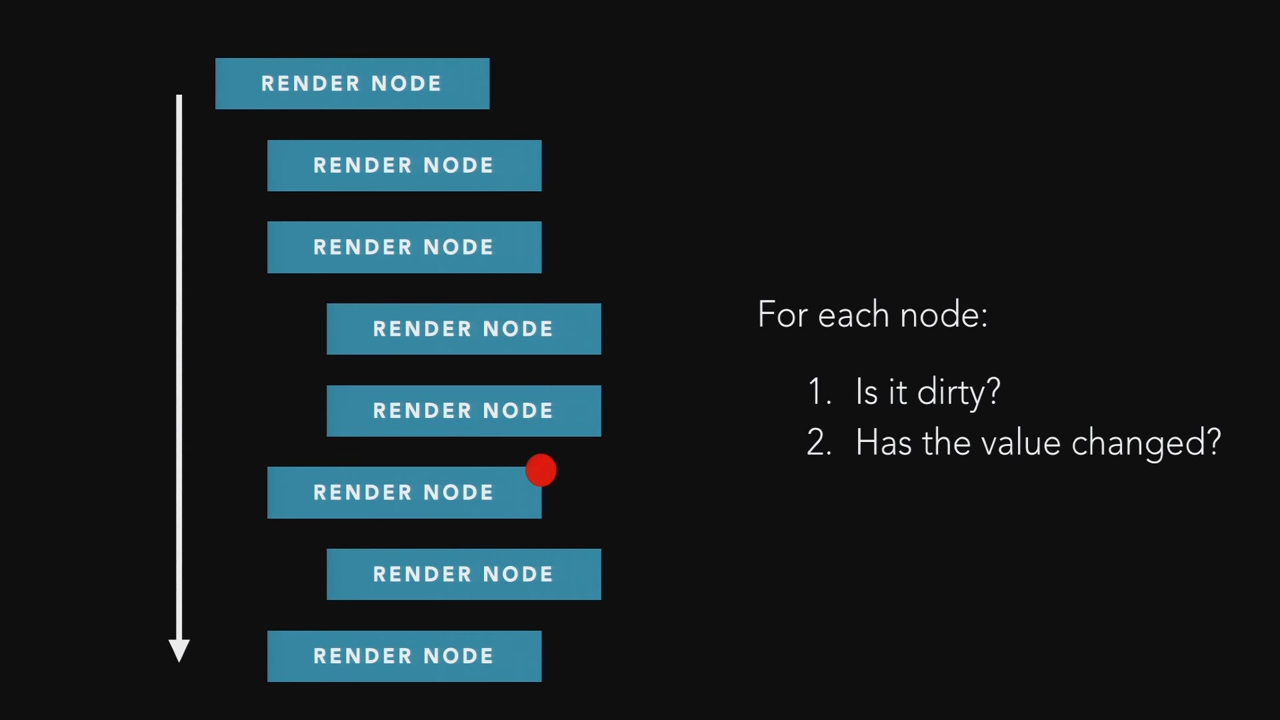 RENDER NODE
RENDER NODE
RENDER NODE
RENDER NODE
RENDER NODE
RENDER NODE
RENDER NODE
RENDER NODE
For each node:
1. Is it dirty?
2. Has the value changed?